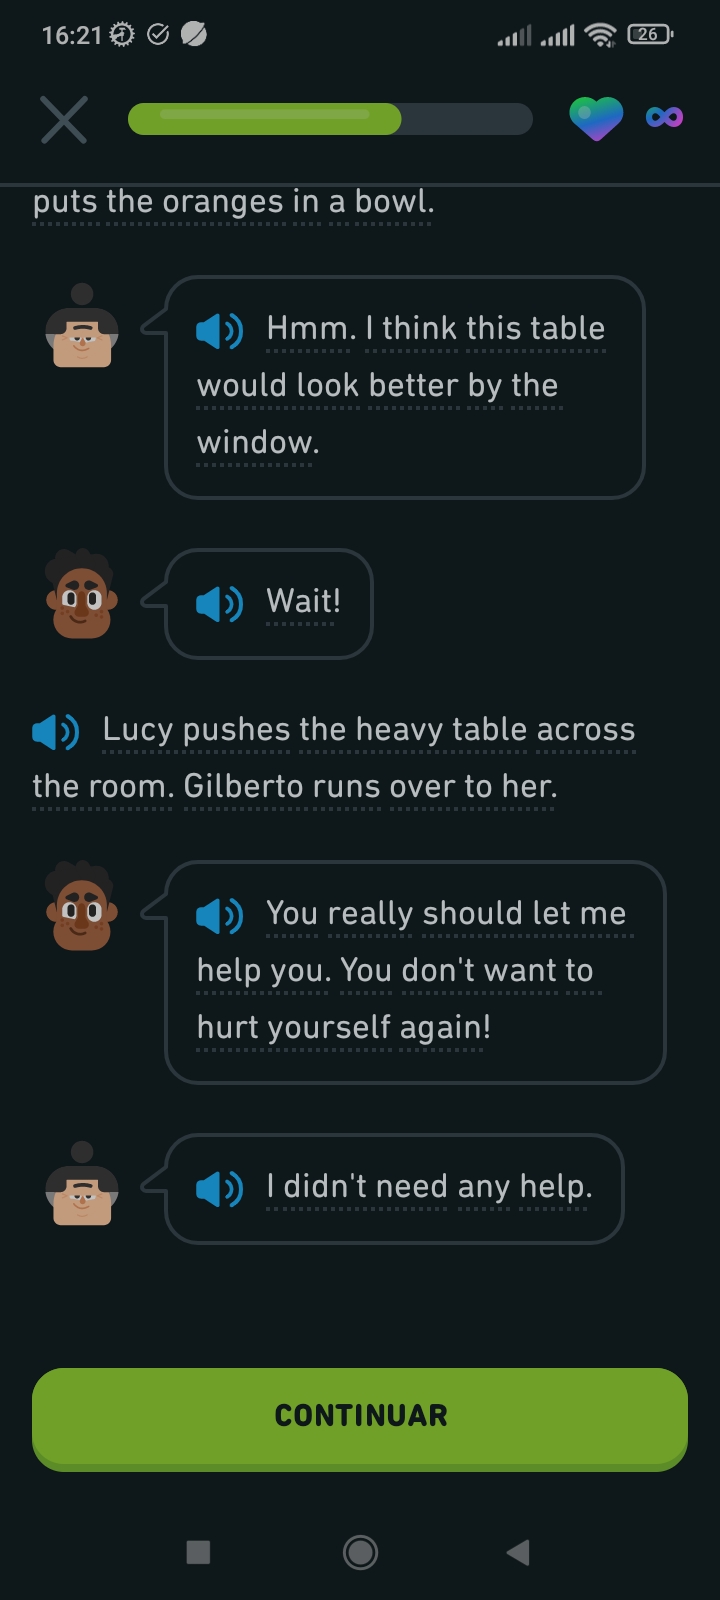 16:21
26
puts the oranges in a bowl.
Hmm. I think this table
would look better by the
window.
Wait!
Lucy pushes the heavy table across
the room. Gilberto runs over to her.
You really should let me
help you. You don't want to
hurt yourself again!
I didn't need any help.
CONTINUAR